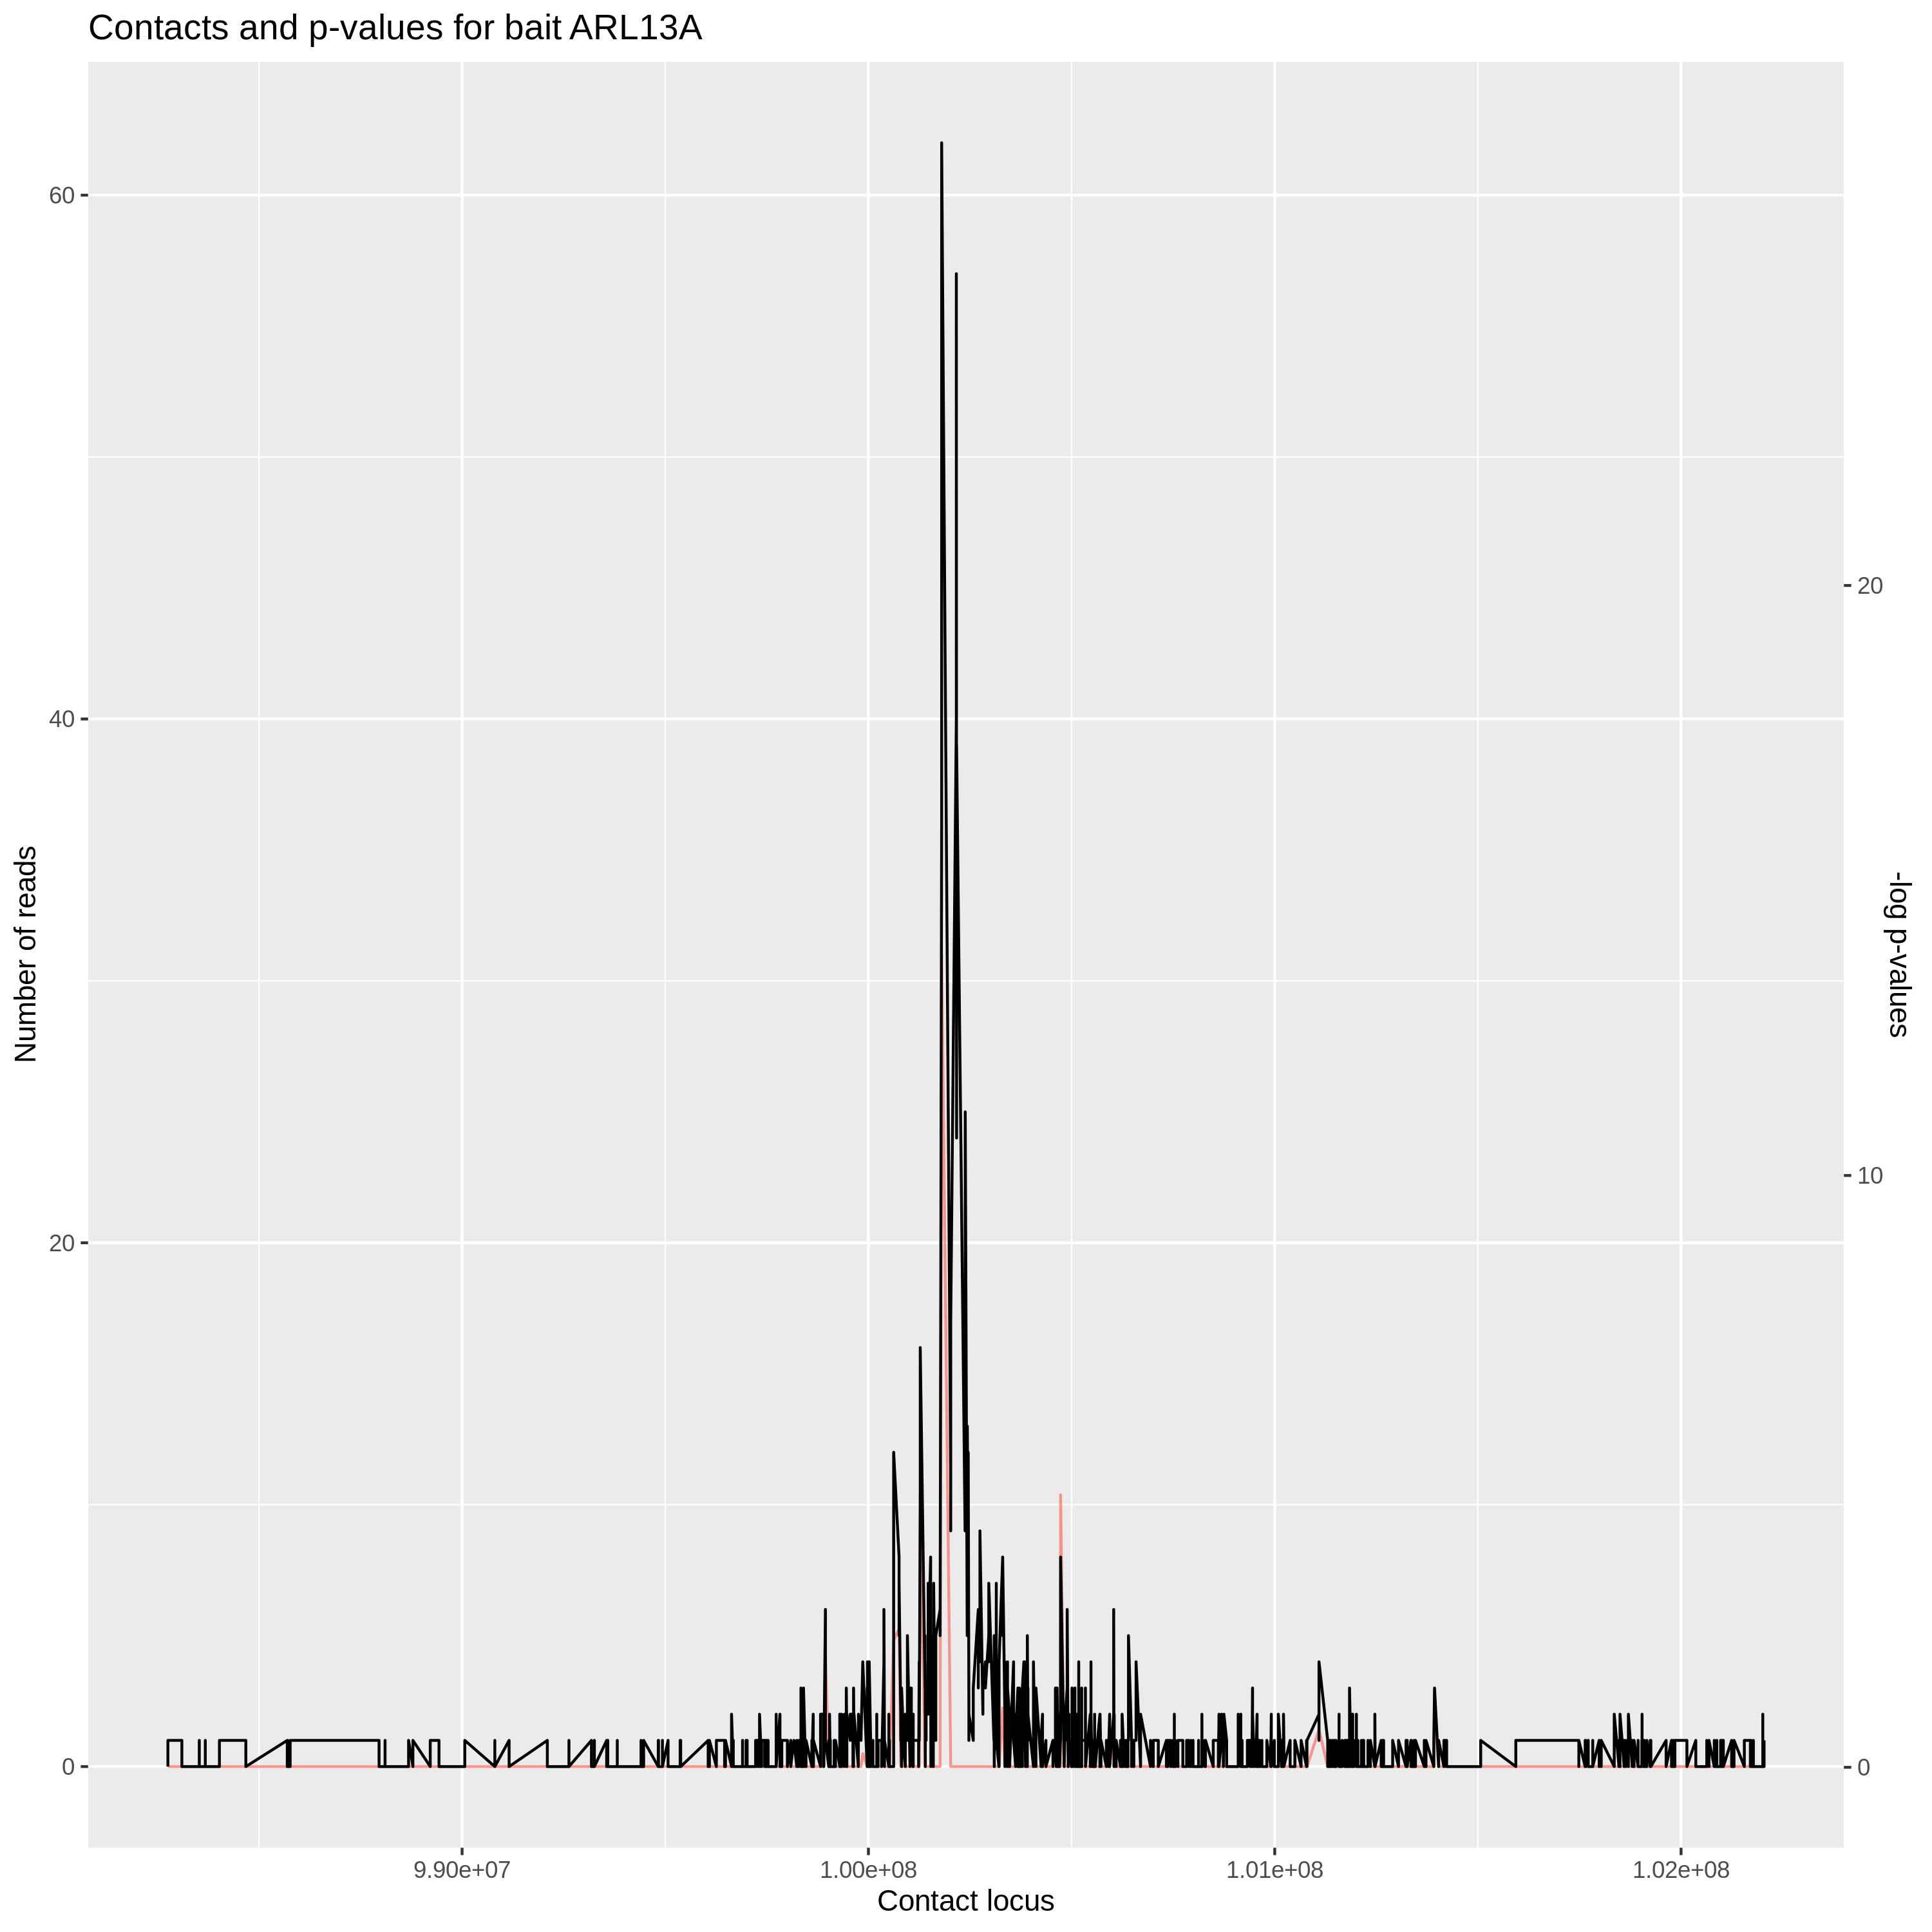 Contacts and p-values for bait ARL13A
60
40
20
0
Number of reads
20
10
0
-log p-values
9.90e+07 1.00e+08 1.01e+08 1.02e+08
Contact locus